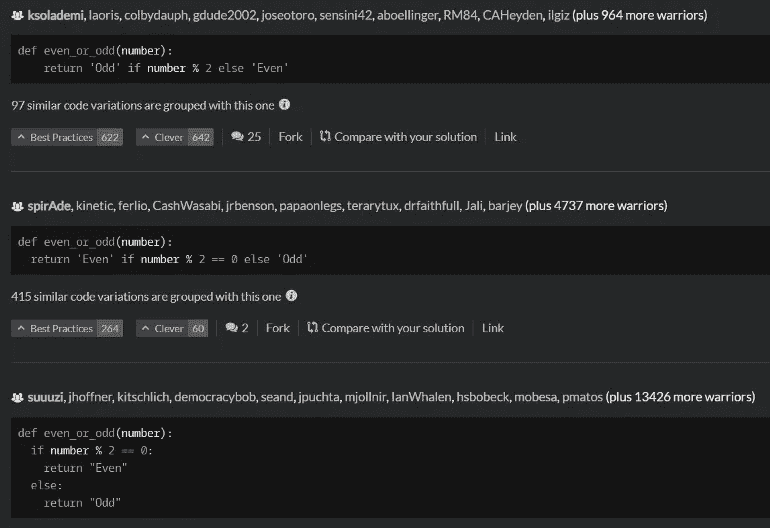 ksolademi, laoris, colbydauph, gdude2002, joseotoro, sensini42, aboellinger, RM84, CAHeyden, ilgiz (plus 964 more warriors)
def even_or_odd(number):
    return 'Odd' if number % 2 else 'Even'
97 similar code variations are grouped with this one
Best Practices 622 Clever 642 25 Fork Compare with your solution Link
spirAde, kinetic, ferlio, CashWasabi, jrbenson, papaonlegs, terarytux, drfaithfull, Jali, barjey (plus 4737 more warriors)
def even_or_odd(number):
  return 'Even' if number % 2 == 0 else 'Odd'
415 similar code variations are grouped with this one
Best Practices 264 Clever 60 2 Fork Compare with your solution Link
suuuzi, jhoffner, kitschlich, democracybob, seand, jpuchta, mjollnir, IanWhalen, hsbobeck, mobesa, pmatos (plus 13426 more warriors)
def even_or_odd(number):
  if number % 2 == 0:
    return "Even"
  else:
    return "Odd"